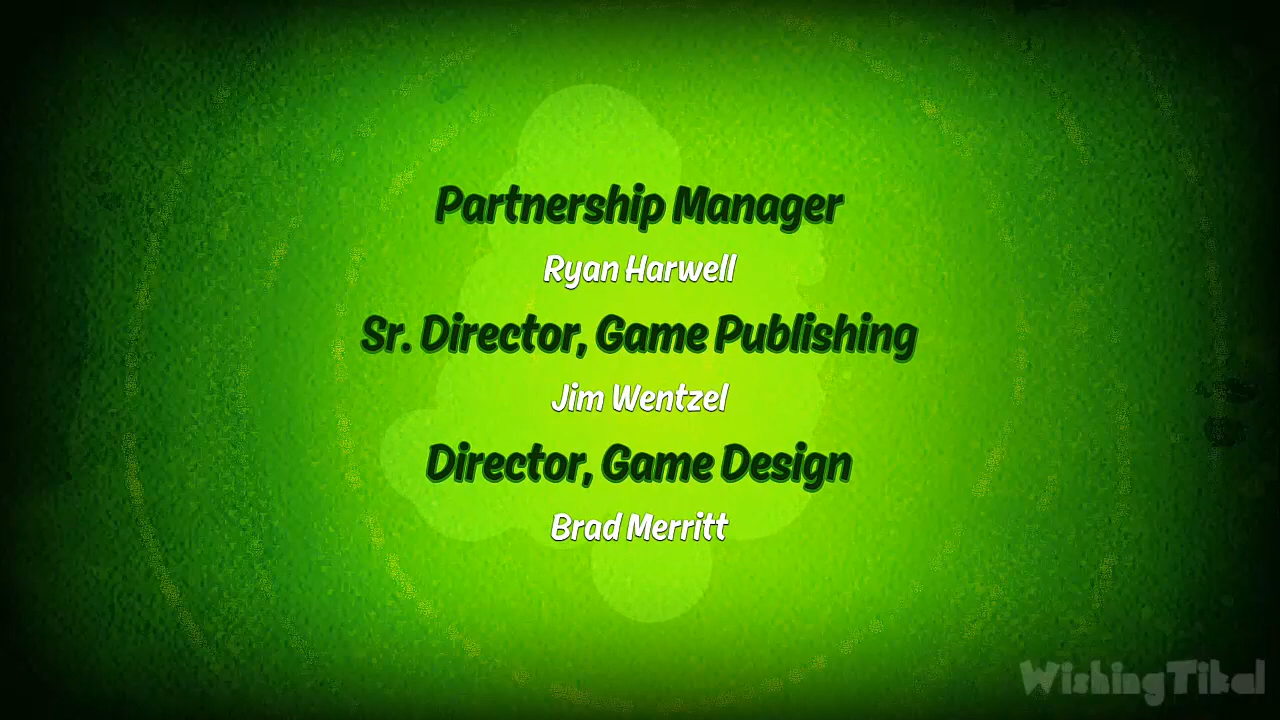 Partnership Manager
Ryan Harwell
Sr. Director, Game Publishing
Jim Wentzel
Director, Game Design
Brad Merritt
WishingTikal